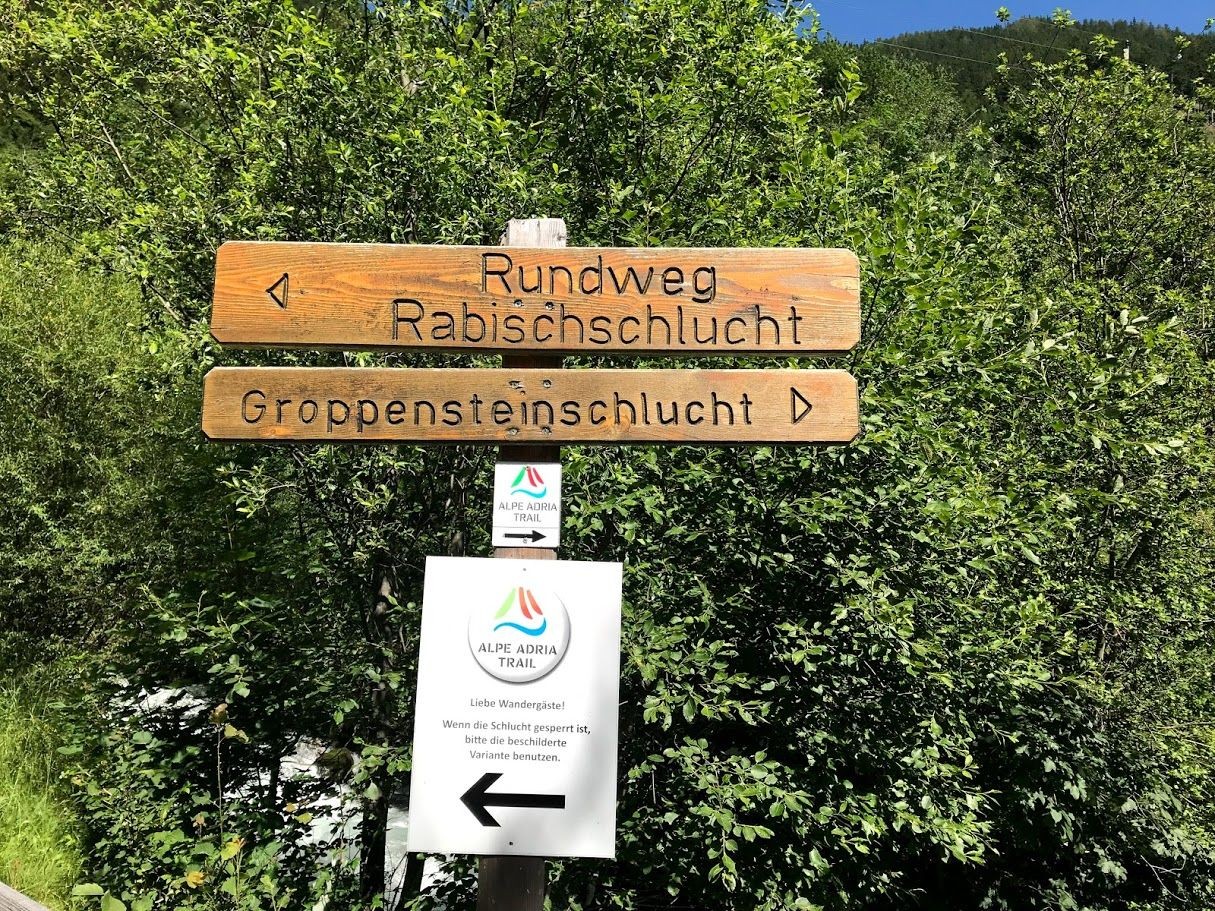 Rundweg
Rabischschlucht
Groppensteinschlucht
ALPE ADRIA
TRAIL
ALPE ADRIA
TRAIL
Liebe Wandergäste!
Wenn die Schlucht gesperrt ist,
bitte die beschilderte
Variante benutzen.